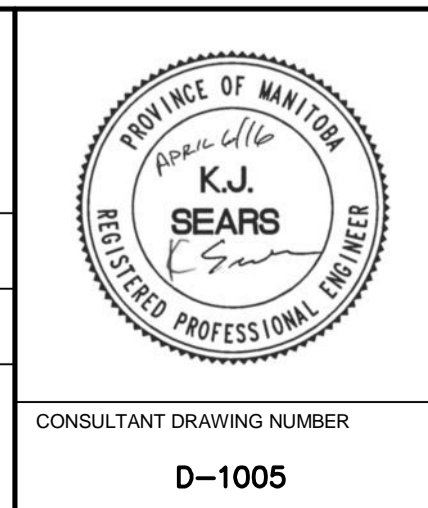 PROVINCE OF MANITOBA
APRIL 6/16
K.J.
SEARS
REGISTERED PROFESSIONAL ENGINEER
CONSULTANT DRAWING NUMBER
D-1005